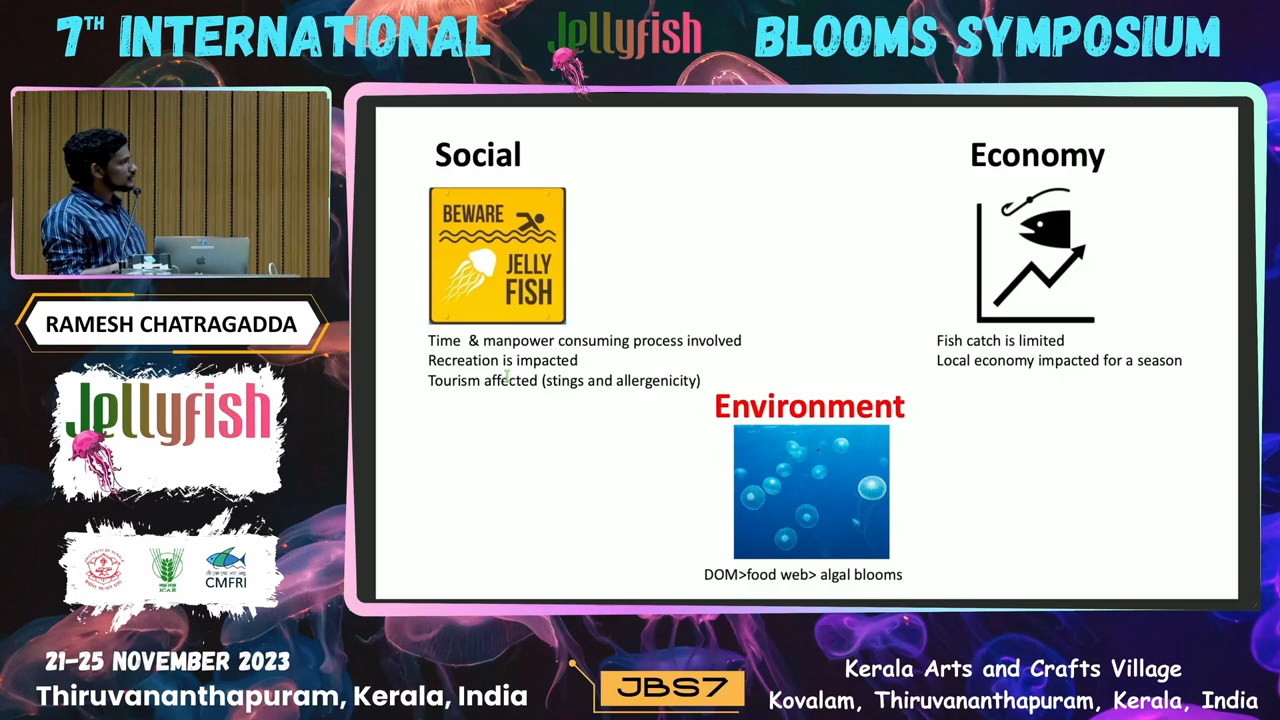 7TH INTERNATIONAL Jellyfish BLOOMS SYMPOSIUM
Social
BEWARE
JELLY
FISH
Time & manpower consuming process involved
Recreation is impacted
Tourism affected (stings and allergenicity)
Economy
Fish catch is limited
Local economy impacted for a season
Environment
DOM>food web> algal blooms
RAMESH CHATRAGADDA
Jellyfish
UNIVERSITY OF KERALA
ICAR
CMFRI
21-25 NOVEMBER 2023
Thiruvananthapuram, Kerala, India
JBS7
Kerala Arts and Crafts Village
Kovalam, Thiruvananthapuram, Kerala, India